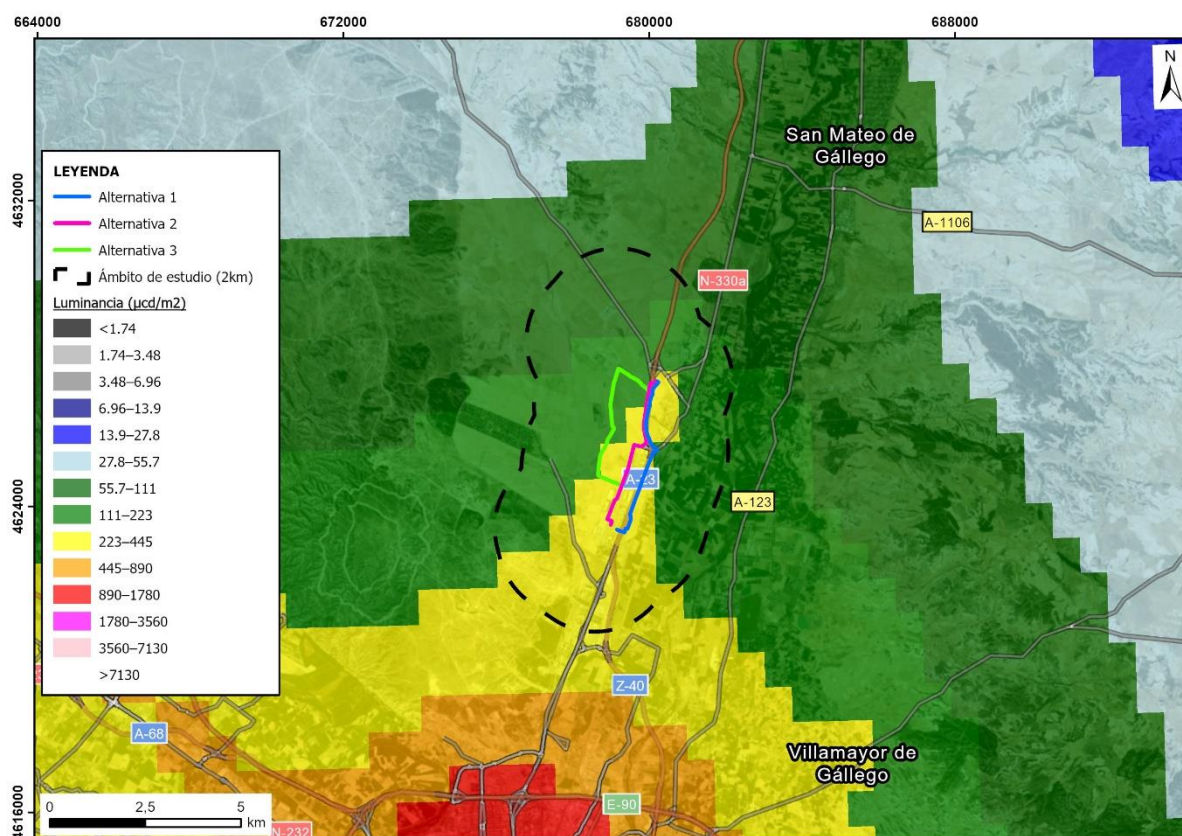 664000
672000
680000
688000
N
San Mateo de
Gállego
LEYENDA
Alternativa 1
Alternativa 2
Alternativa 3
Ámbito de estudio (2km)
Luminancia (µcd/m2)
<1.74
1.74–3.48
3.48–6.96
6.96–13.9
13.9–27.8
27.8–55.7
55.7–111
111–223
223–445
445–890
890–1780
1780–3560
3560–7130
>7130
4632000
A-1106
N-330a
4624000
A-23
A-123
Z-40
A-68
Villamayor de
Gállego
4616000
E-90
N-232
0
2,5
5
km